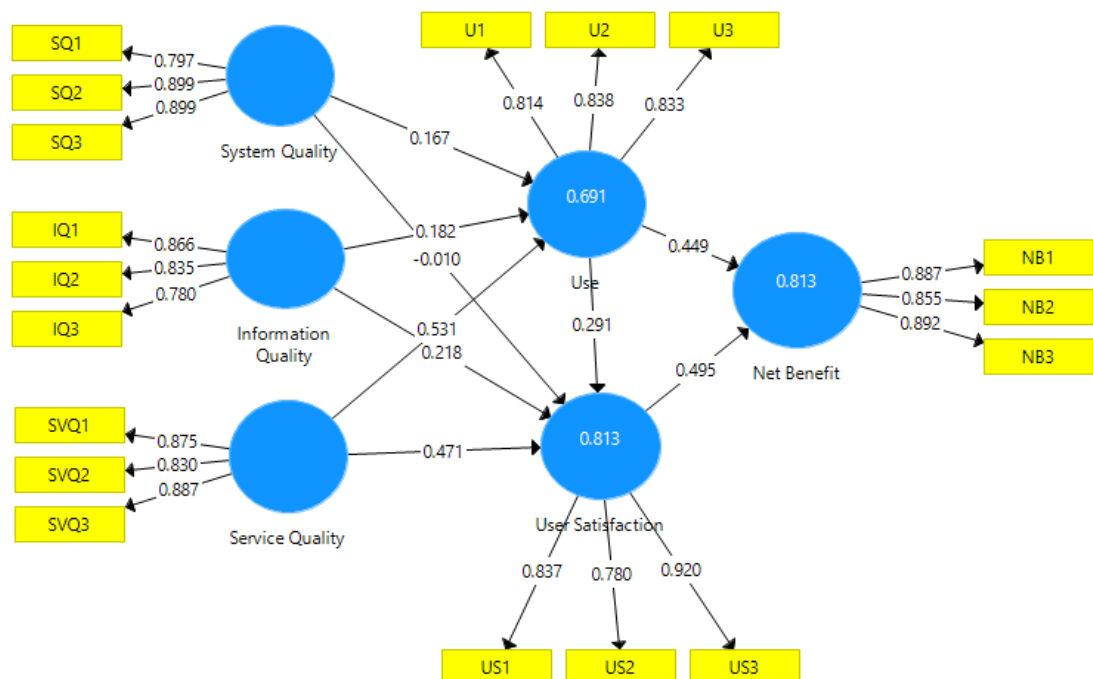 U1
U2
U3
SQ1
SQ2
SQ3
0.797
0.899
0.899
System Quality
0.814
0.838
0.833
0.167
0.691
Use
IQ1
IQ2
IQ3
0.866
0.835
0.780
Information
Quality
0.182
-0.010
0.531
0.218
0.449
0.291
0.813
Net Benefit
0.887
0.855
0.892
NB1
NB2
NB3
0.495
SVQ1
SVQ2
SVQ3
0.875
0.830
0.887
Service Quality
0.471
0.813
User Satisfaction
0.837
0.780
0.920
US1
US2
US3